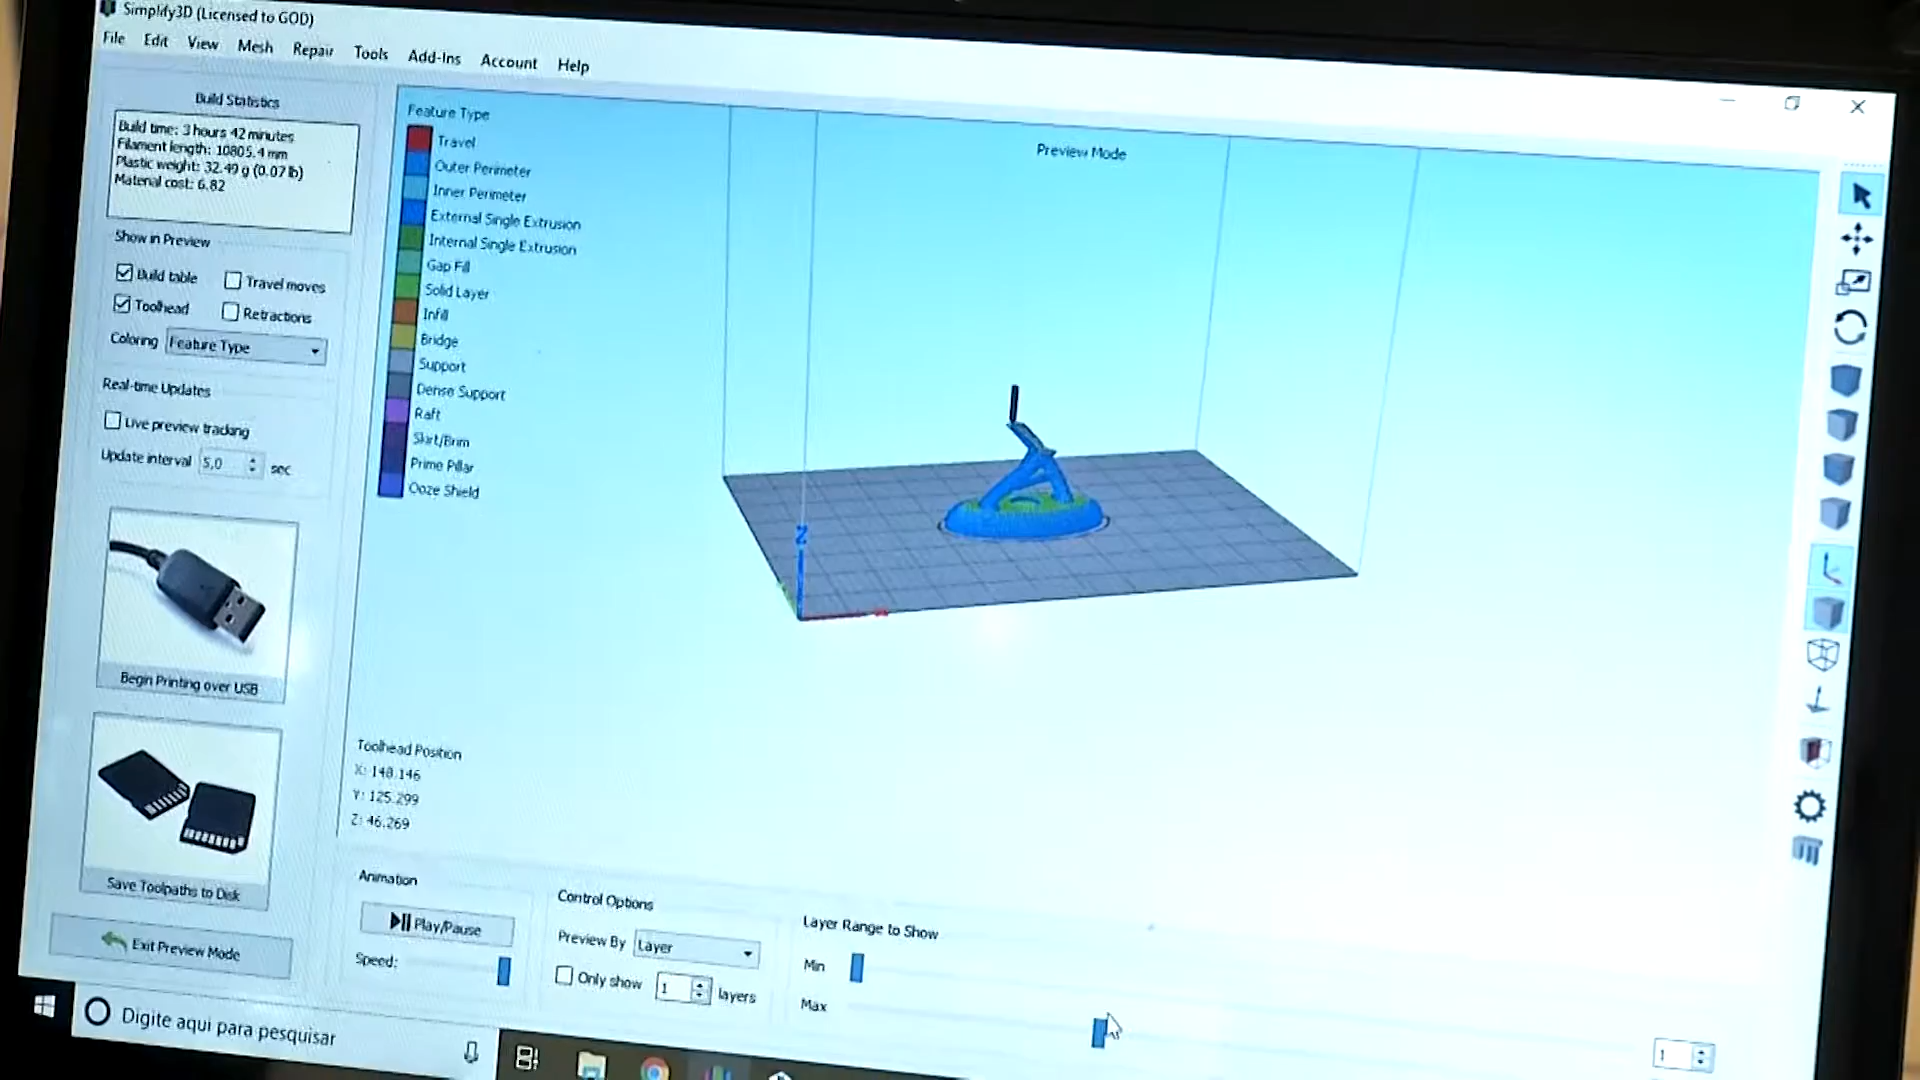 Simplify3D (Licensed to GOD)
File Edit View Mesh Repair Tools Add-Ins Account Help
Build Statistics
Build time: 3 hours 42 minutes
Filament length: 10805.4 mm
Plastic weight: 32.49 g (0.07 lb)
Material cost: 6.82
Show in Preview
Build table
Travel moves
Toolhead
Retractions
Coloring Feature Type
Real-time Updates
Live preview tracking
Update interval 5,0 sec
Begin Printing over USB
Save Toolpaths to Disk
Exit Preview Mode
Feature Type
Travel
Outer Perimeter
Inner Perimeter
External Single Extrusion
Internal Single Extrusion
Gap Fill
Solid Layer
Infill
Bridge
Support
Dense Support
Raft
Skirt/Brim
Prime Pillar
Ooze Shield
Preview Mode
Z
Toolhead Position
X: 148.146
Y: 125.299
Z: 46.269
Animation
Play/Pause
Speed:
Control Options
Preview By Layer
Only show 1 layers
Layer Range to Show
Min
Max
1
Digite aqui para pesquisar